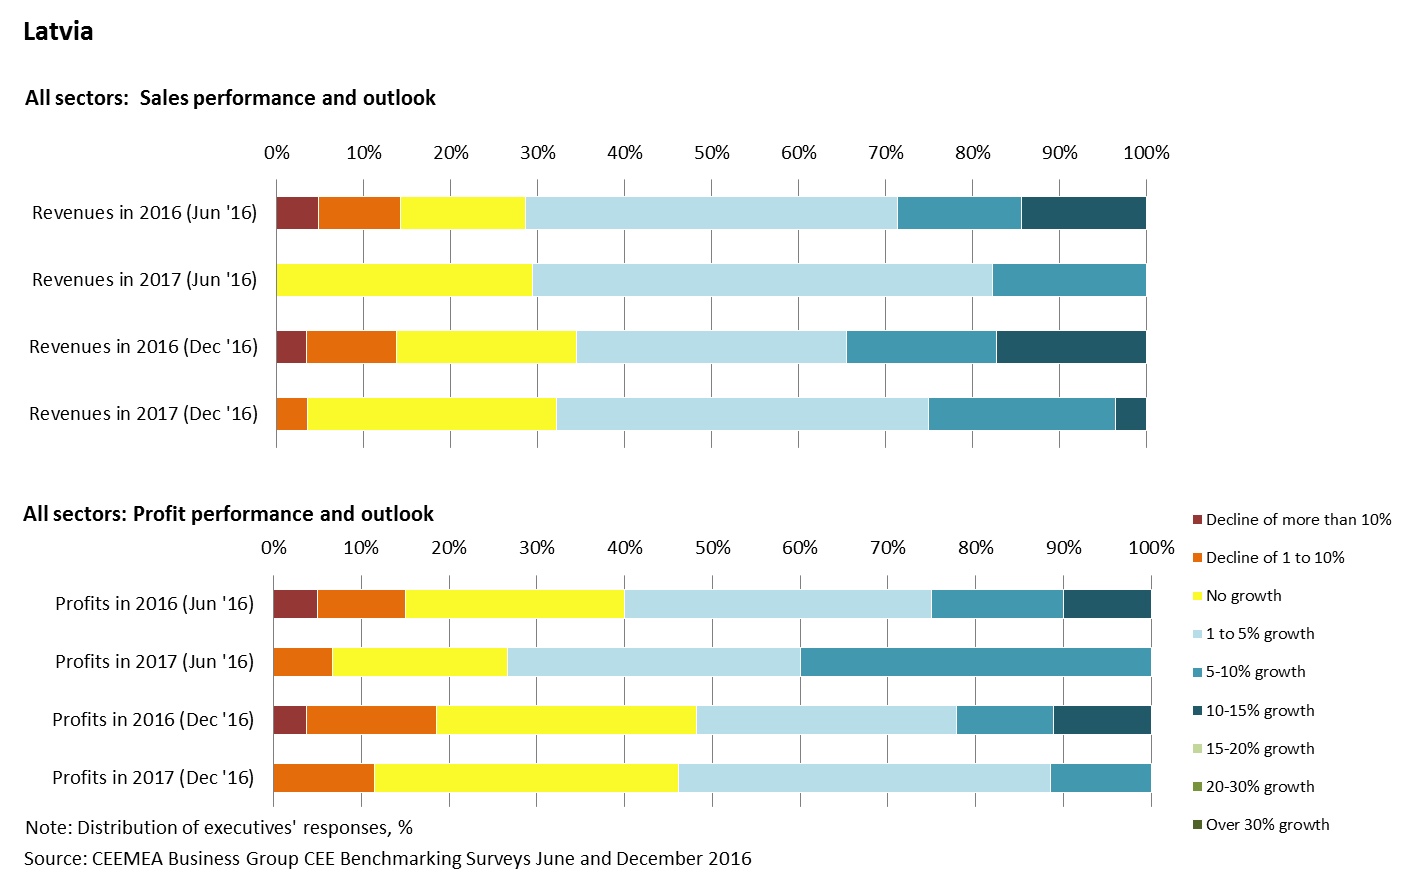 Latvia
All sectors:  Sales performance and outlook
0% 10% 20% 30% 40% 50% 60% 70% 80% 90% 100%
Revenues in 2016 (Jun '16)
Revenues in 2017 (Jun '16)
Revenues in 2016 (Dec '16)
Revenues in 2017 (Dec '16)
All sectors: Profit performance and outlook
0% 10% 20% 30% 40% 50% 60% 70% 80% 90% 100%
Profits in 2016 (Jun '16)
Profits in 2017 (Jun '16)
Profits in 2016 (Dec '16)
Profits in 2017 (Dec '16)
Decline of more than 10%
Decline of 1 to 10%
No growth
1 to 5% growth
5-10% growth
10-15% growth
15-20% growth
20-30% growth
Over 30% growth
Note: Distribution of executives' responses, %
Source: CEEMEA Business Group CEE Benchmarking Surveys June and December 2016